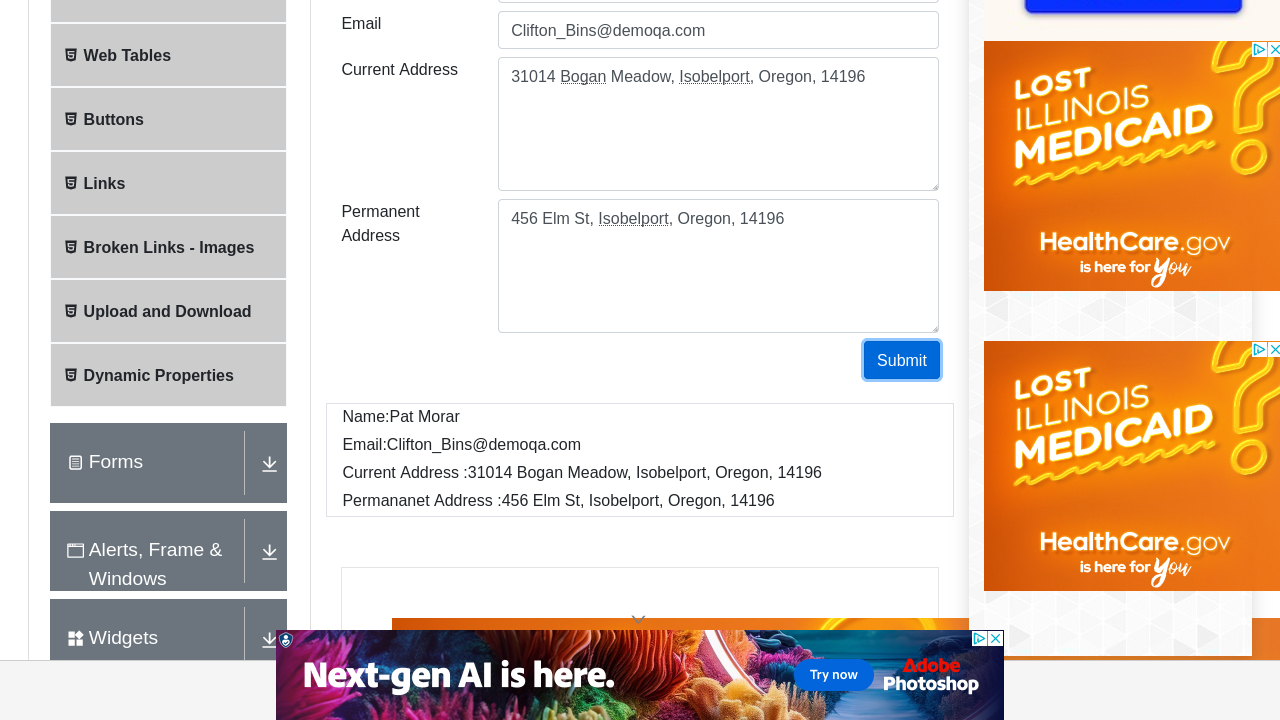 Email
Clifton_Bins@demoqa.com
Web Tables
Current Address
31014 Bogan Meadow, Isobelport, Oregon, 14196
Buttons
Links
Permanent
Address
456 Elm St, Isobelport, Oregon, 14196
Broken Links - Images
Upload and Download
Submit
Dynamic Properties
Name:Pat Morar
Email:Clifton_Bins@demoqa.com
Current Address :31014 Bogan Meadow, Isobelport, Oregon, 14196
Permananet Address :456 Elm St, Isobelport, Oregon, 14196
Forms
Alerts, Frame &
Windows
Widgets
LOST
ILLINOIS
MEDICAID
?
HealthCare.gov
is here for You
LOST
ILLINOIS
MEDICAID
?
HealthCare.gov
is here for You
Next-gen AI is here.
Try now
Adobe
Photoshop